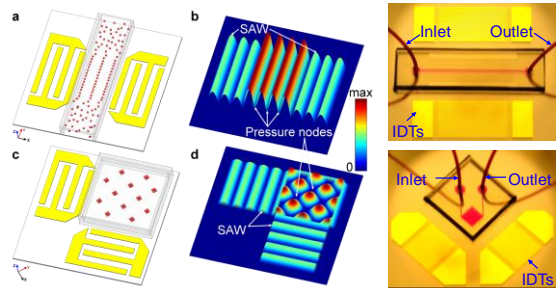 a
b
SAW
max
0
Pressure nodes
Z
Y
X
Inlet
Outlet
IDTs
c
d
SAW
Z
Y
X
Inlet
Outlet
IDTs